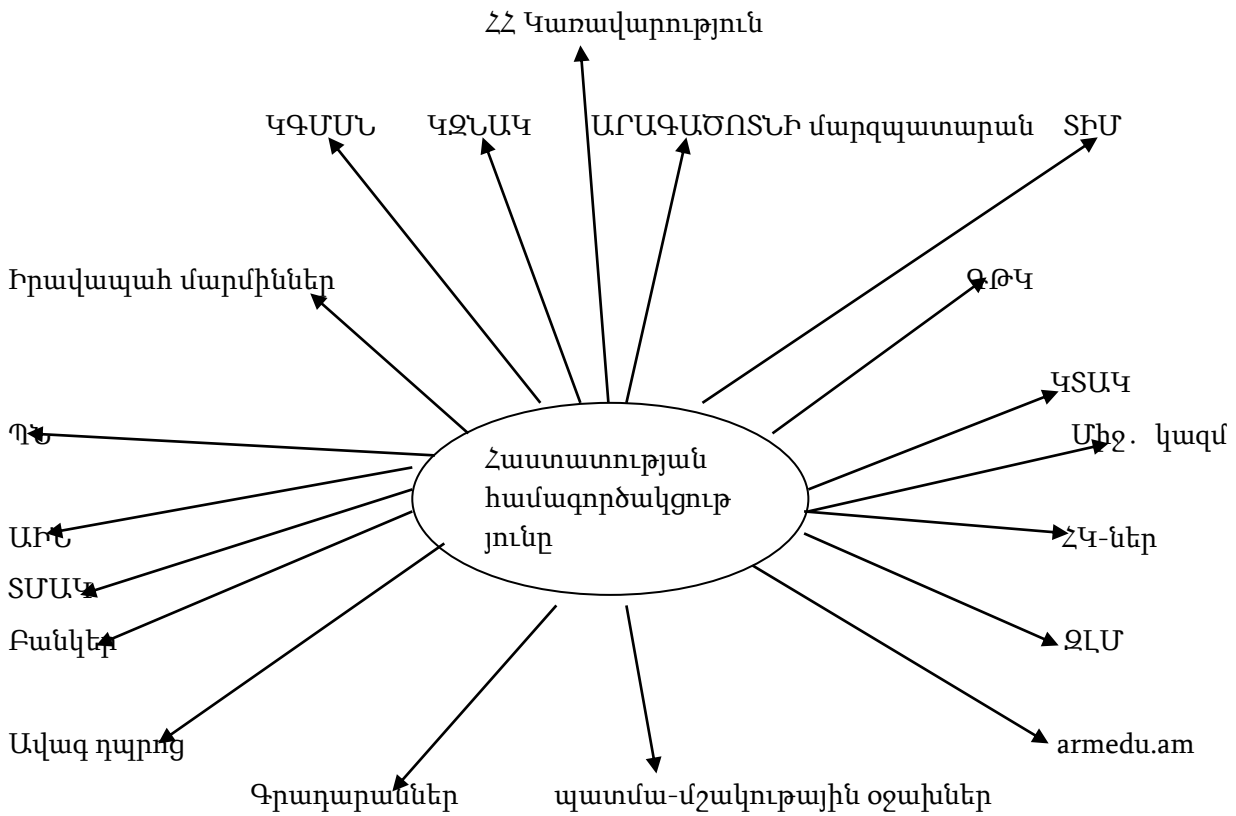 ՀՀ Կառավարություն
ԿԳՄՍՆ ԿԶՆԱԿ ԱՐԱԳԱԾՈՏՆԻ մարզպատարան ՏԻՄ
Իրավապահ մարմիններ ԳԹԿ
ԿՏԱԿ
ՊՆ Միջ. կազմ
Հաստատության
համագործակցութ
յունը
ԱԻՆ ՀԿ-ներ
ՏՄԱԿ
Բանկեր ԶԼՄ
Ավագ դպրոց armedu.am
Գրադարաններ պատմա-մշակութային օջախներ